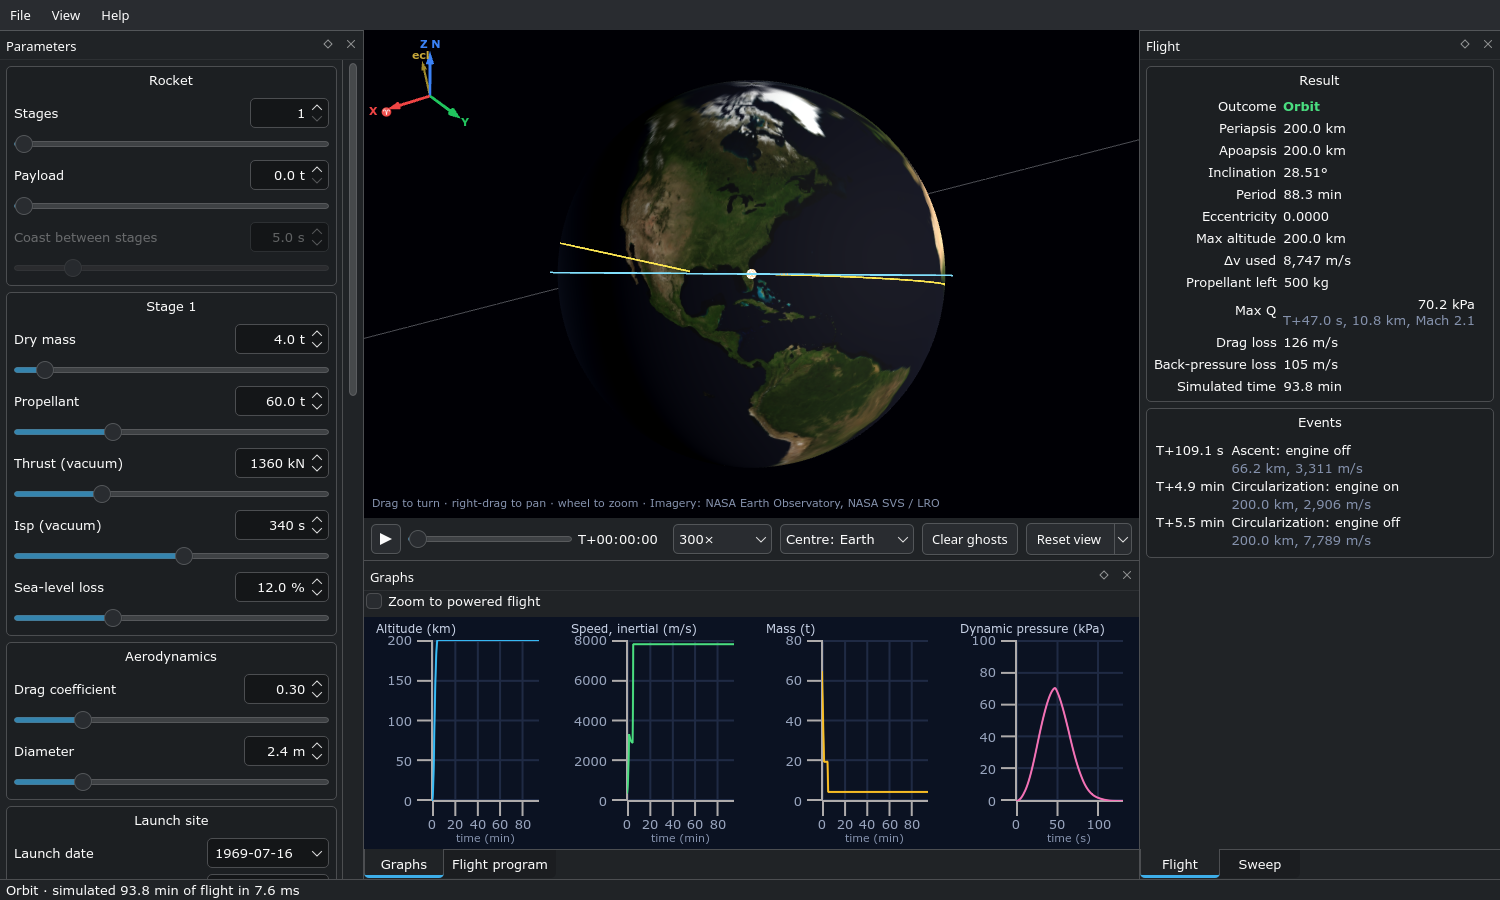 File View Help
Parameters
Rocket
Stages 1
Payload 0.0 t
Coast between stages 5.0 s
Stage 1
Dry mass 4.0 t
Propellant 60.0 t
Thrust (vacuum) 1360 kN
Isp (vacuum) 340 s
Sea-level loss 12.0 %
Aerodynamics
Drag coefficient 0.30
Diameter 2.4 m
Launch site
Launch date 1969-07-16
Z N
ecl
X
Y
Drag to turn · right-drag to pan · wheel to zoom · Imagery: NASA Earth Observatory, NASA SVS / LRO
T+00:00:00 300× Centre: Earth Clear ghosts Reset view
Graphs
Zoom to powered flight
Altitude (km)
200
150
100
50
0
0 20 40 60 80
time (min)
Speed, inertial (m/s)
8000
6000
4000
2000
0
0 20 40 60 80
time (min)
Mass (t)
80
60
40
20
0
0 20 40 60 80
time (min)
Dynamic pressure (kPa)
100
80
60
40
20
0
0 50 100
time (s)
Graphs Flight program
Flight
Result
Outcome Orbit
Periapsis 200.0 km
Apoapsis 200.0 km
Inclination 28.51°
Period 88.3 min
Eccentricity 0.0000
Max altitude 200.0 km
Δv used 8,747 m/s
Propellant left 500 kg
Max Q 70.2 kPa
T+47.0 s, 10.8 km, Mach 2.1
Drag loss 126 m/s
Back-pressure loss 105 m/s
Simulated time 93.8 min
Events
T+109.1 s Ascent: engine off
66.2 km, 3,311 m/s
T+4.9 min Circularization: engine on
200.0 km, 2,906 m/s
T+5.5 min Circularization: engine off
200.0 km, 7,789 m/s
Flight Sweep
Orbit · simulated 93.8 min of flight in 7.6 ms